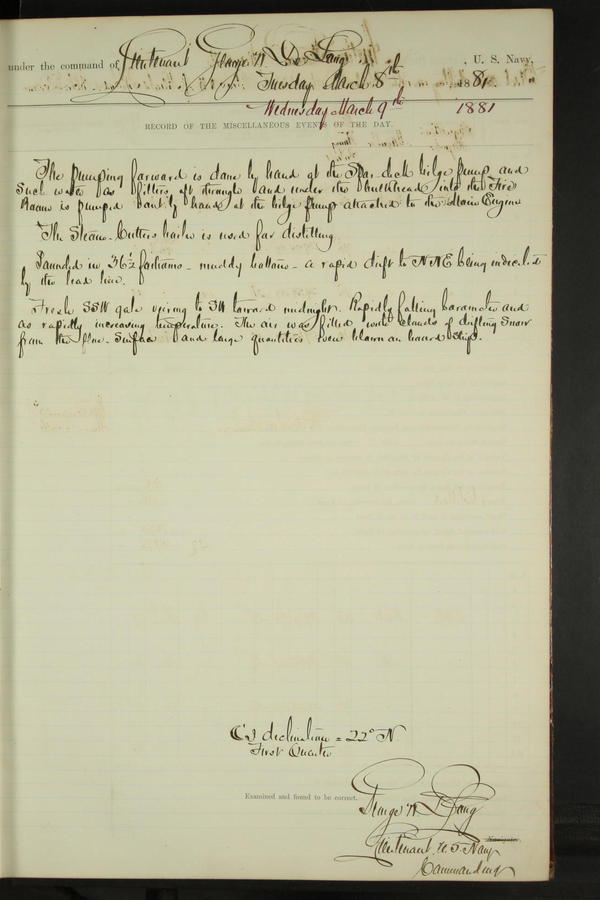 under the command of Lieutenant George W De Long, U. S. Navy,
Tuesday March 8th 1881.
Wednesday March 9th 1881
RECORD OF THE MISCELLANEOUS EVENTS OF THE DAY.
The pumping forward is done by hand at the Spar deck bilge pump, and
such water as filters aft through and under the bulkhead into the Fire
Room is pumped out by hand at the bilge pump attached to the Main Engine
The Steam-Cutters boiler is used for distilling
Sounded in 36½ fathoms - muddy bottom - a rapid drift to NNE being indicated
by the lead line.
Fresh SSW gale veering to SW toward midnight. Rapidly falling barometer and
as rapidly increasing temperature. The air was filled with clouds of drifting snow
from the floe - surface and large quantities were blown on board ship.
declination = 22° N
First Quarter
Examined and found to be correct.
George W De Long
Navigator.
Lieutenant U.S. Navy
Commanding